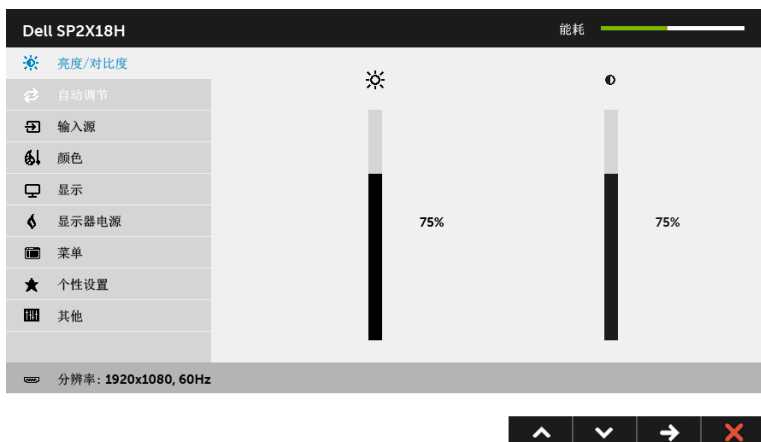 Dell SP2X18H
能耗
亮度/对比度
自动调节
输入源
颜色
显示
显示器电源
75%
75%
菜单
个性设置
其他
分辨率: 1920x1080, 60Hz